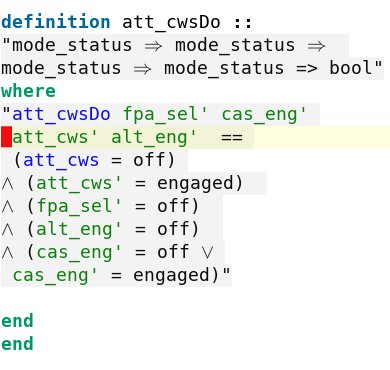 definition att_cwsDo ::
"mode_status ⇒ mode_status ⇒
mode_status ⇒ mode_status => bool"
where
"att_cwsDo fpa_sel' cas_eng'
att_cws' alt_eng'  ==
(att_cws = off)
∧ (att_cws' = engaged)
∧ (fpa_sel' = off)
∧ (alt_eng' = off)
∧ (cas_eng' = off ∨
cas_eng' = engaged)"
end
end